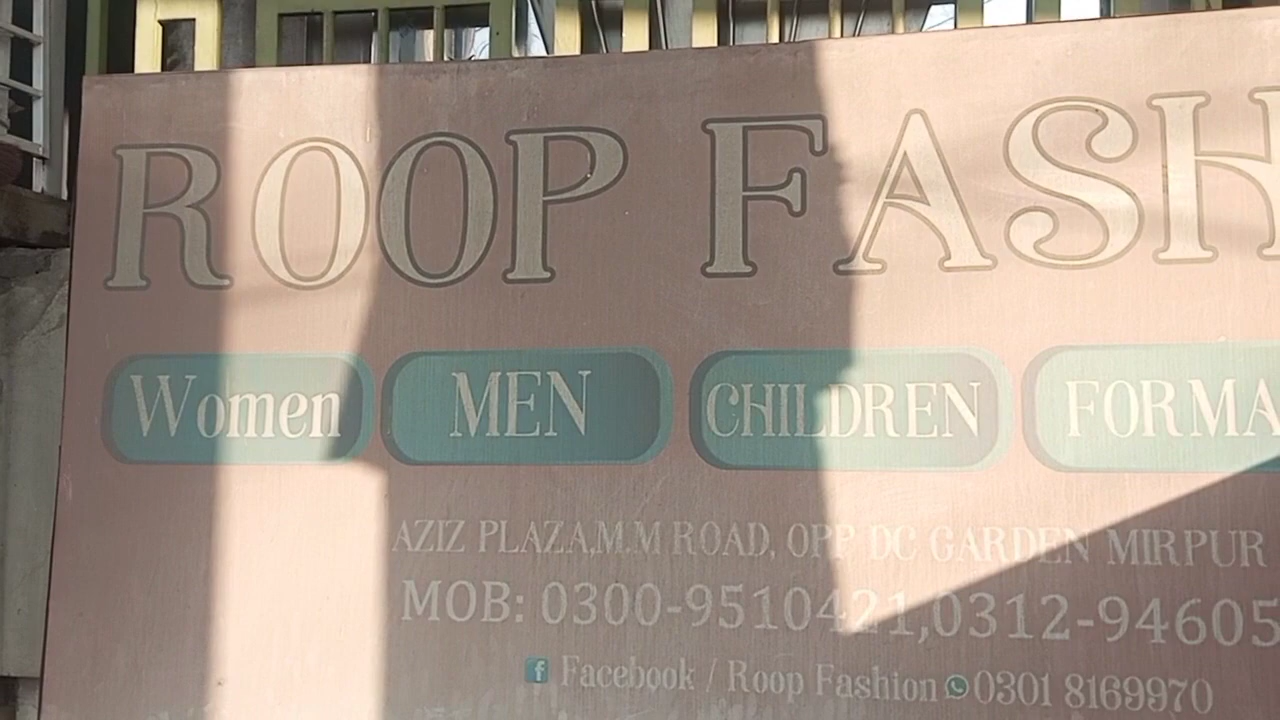 ROOP FASH
Women MEN CHILDREN FORMA
AZIZ PLAZA,M.M ROAD, OPP DC GARDEN MIRPUR
MOB: 0300-9510421,0312-94605
Facebook / Roop Fashion 0301 8169970